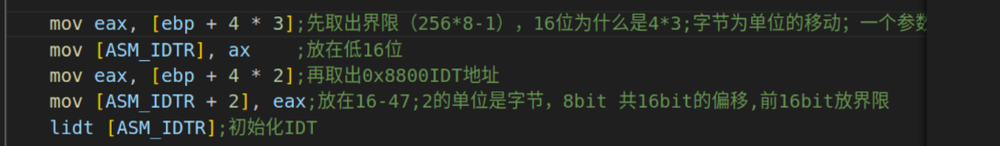 mov eax, [ebp + 4 * 3];先取出界限（256*8-1），16位为什么是4*3;字节为单位的移动；一个参数
mov [ASM_IDTR], ax    ;放在低16位
mov eax, [ebp + 4 * 2];再取出0x8800IDT地址
mov [ASM_IDTR + 2], eax;放在16-47;2的单位是字节，8bit 共16bit的偏移,前16bit放界限
lidt [ASM_IDTR];初始化IDT